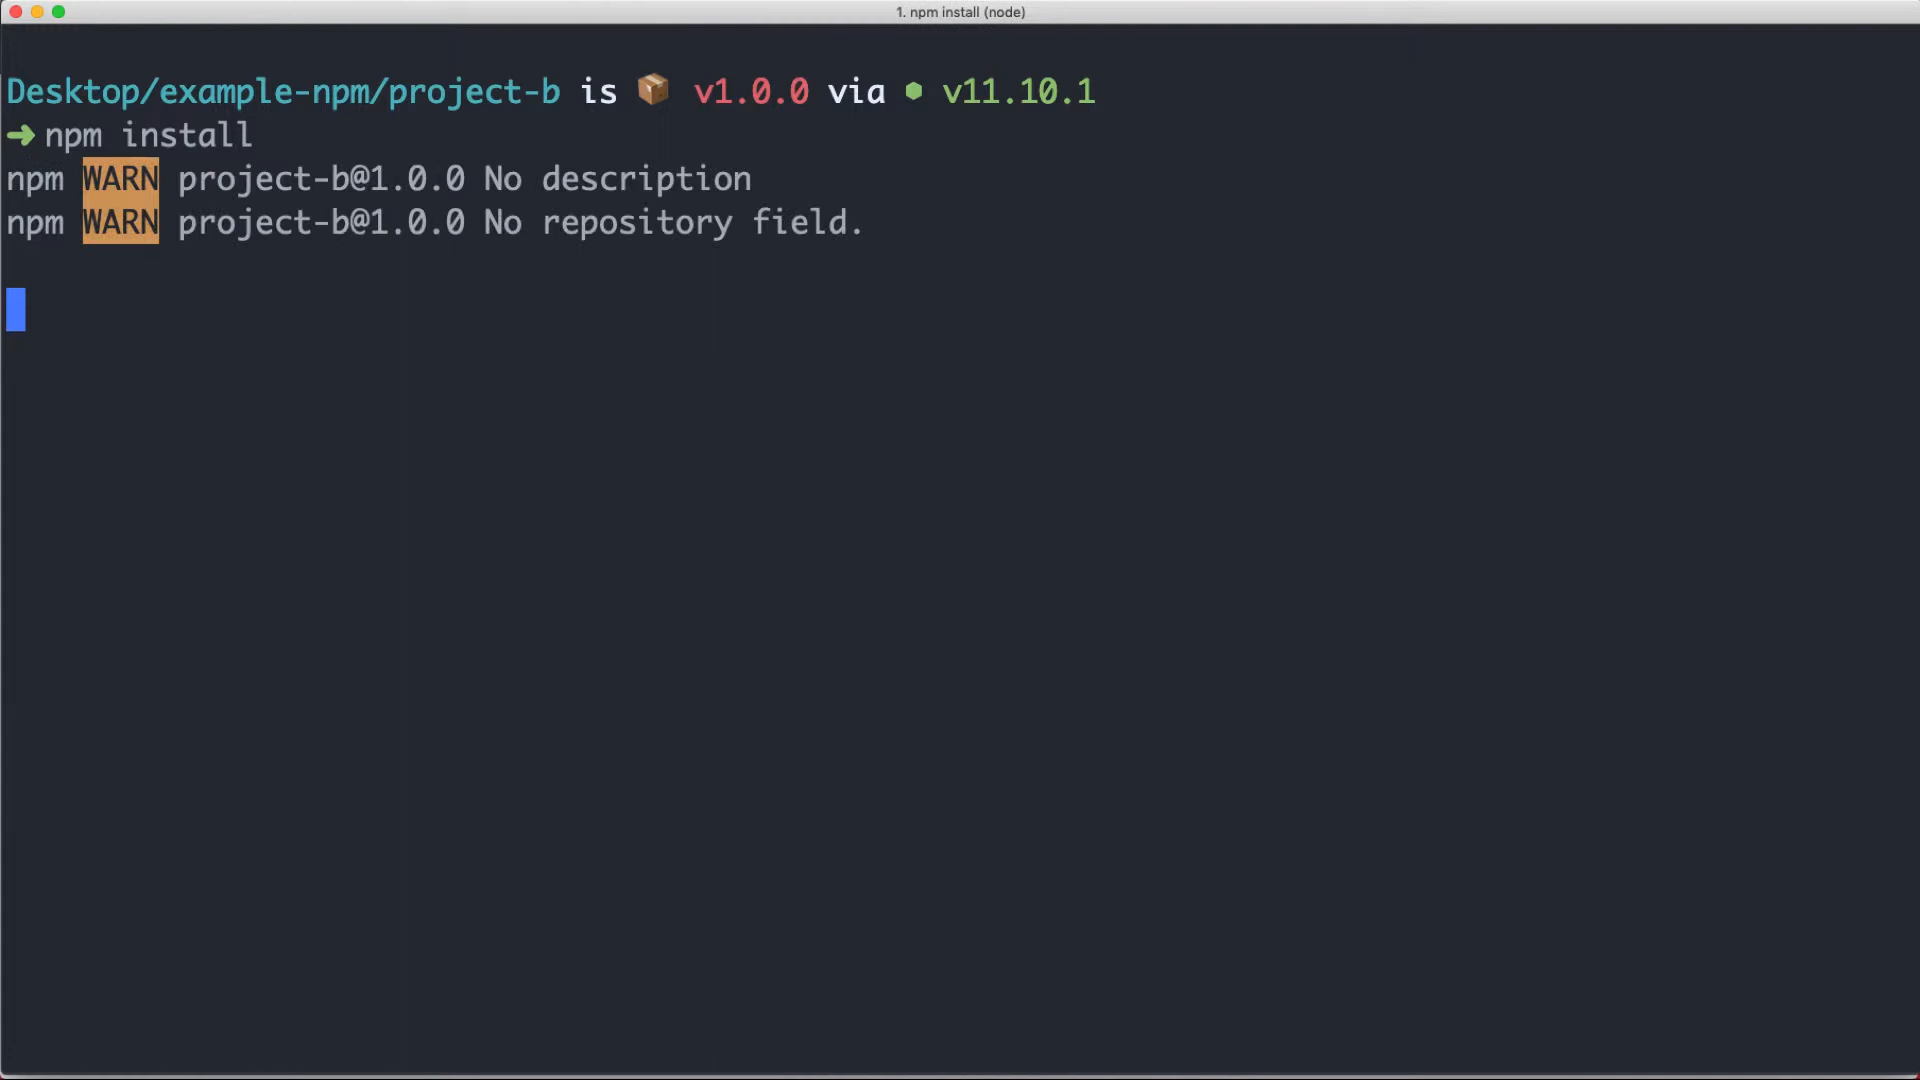 1. npm install (node)
Desktop/example-npm/project-b is 📦 v1.0.0 via ⬢ v11.10.1
➜ npm install
npm WARN project-b@1.0.0 No description
npm WARN project-b@1.0.0 No repository field.